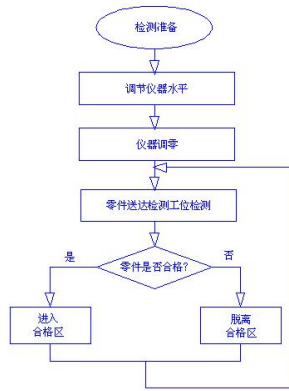 检测准备
调节仪器水平
仪器调零
零件送达检测工位检测
零件是否合格?
是
否
进入
合格区
脱离
合格区